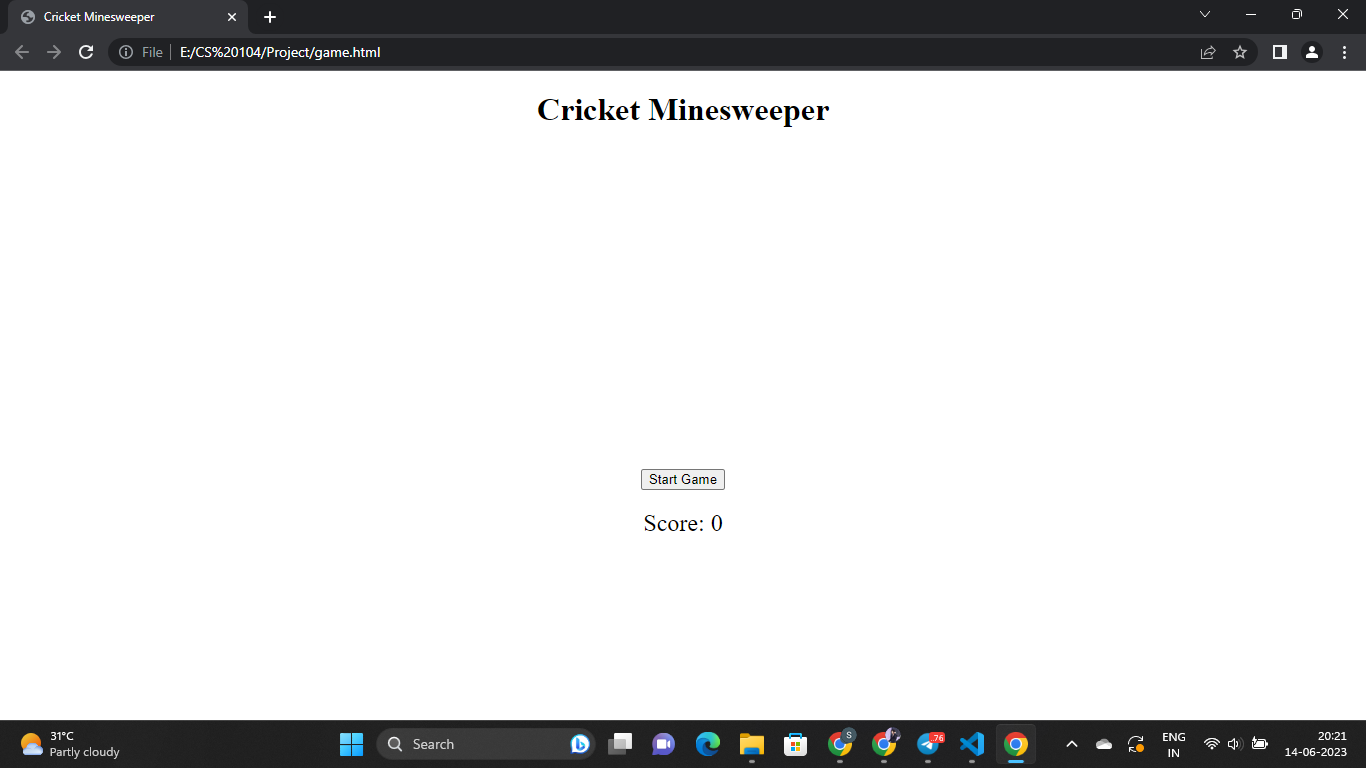 Cricket Minesweeper
File
E:/CS%20104/Project/game.html
Cricket Minesweeper
Start Game
Score: 0
31°C
Partly cloudy
Search
S
76
ENG
IN
20:21
14-06-2023